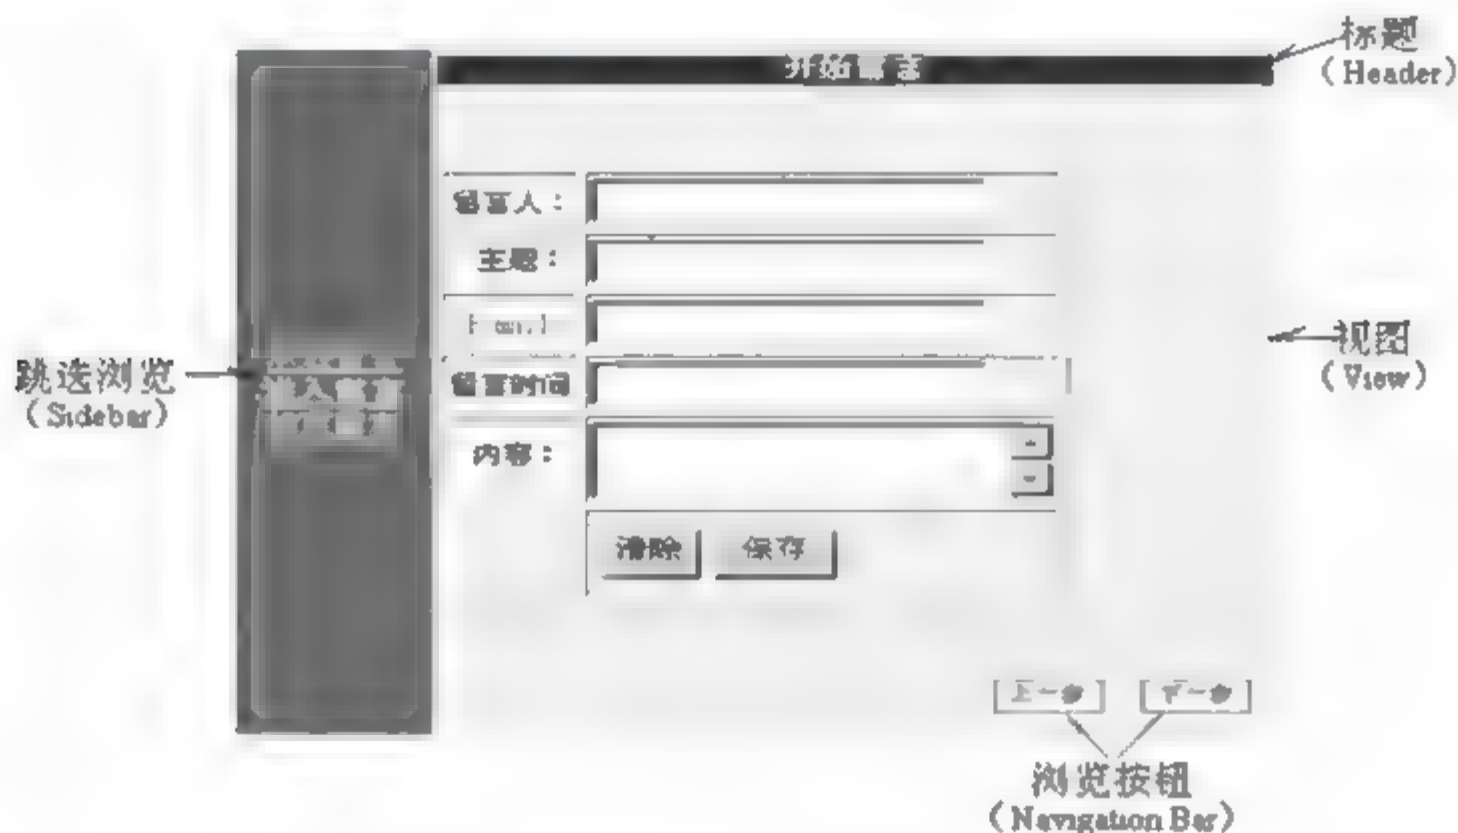 标题
(Header)
开始留言
留言人：
主题：
跳选浏览
(Sidebar)
视图
(View)
留言时间
内容：
清除 保存
上一步 下一步
浏览按钮
(Navigation Bar)